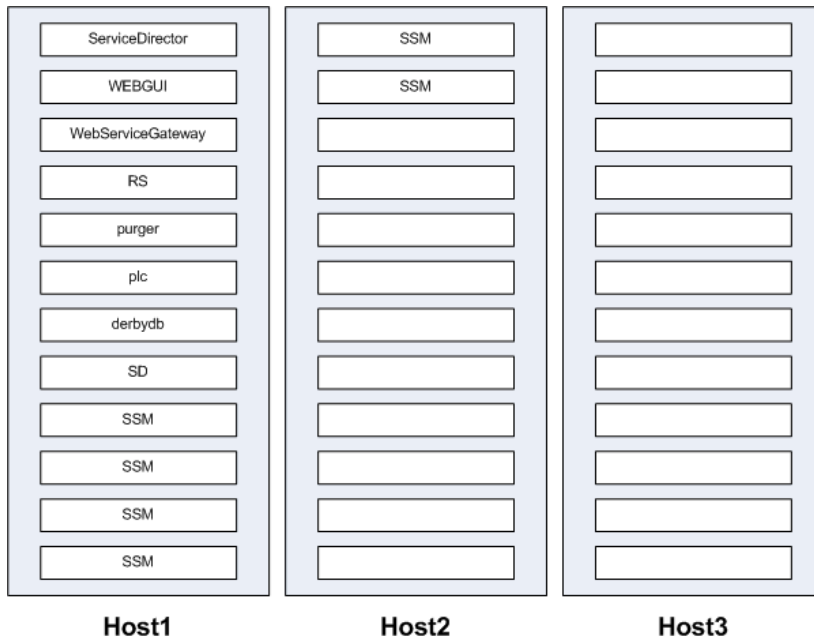 ServiceDirector
WEBGUI
WebServiceGateway
RS
purger
plc
derbydb
SD
SSM
SSM
SSM
SSM
Host1
SSM
SSM
Host2
Host3